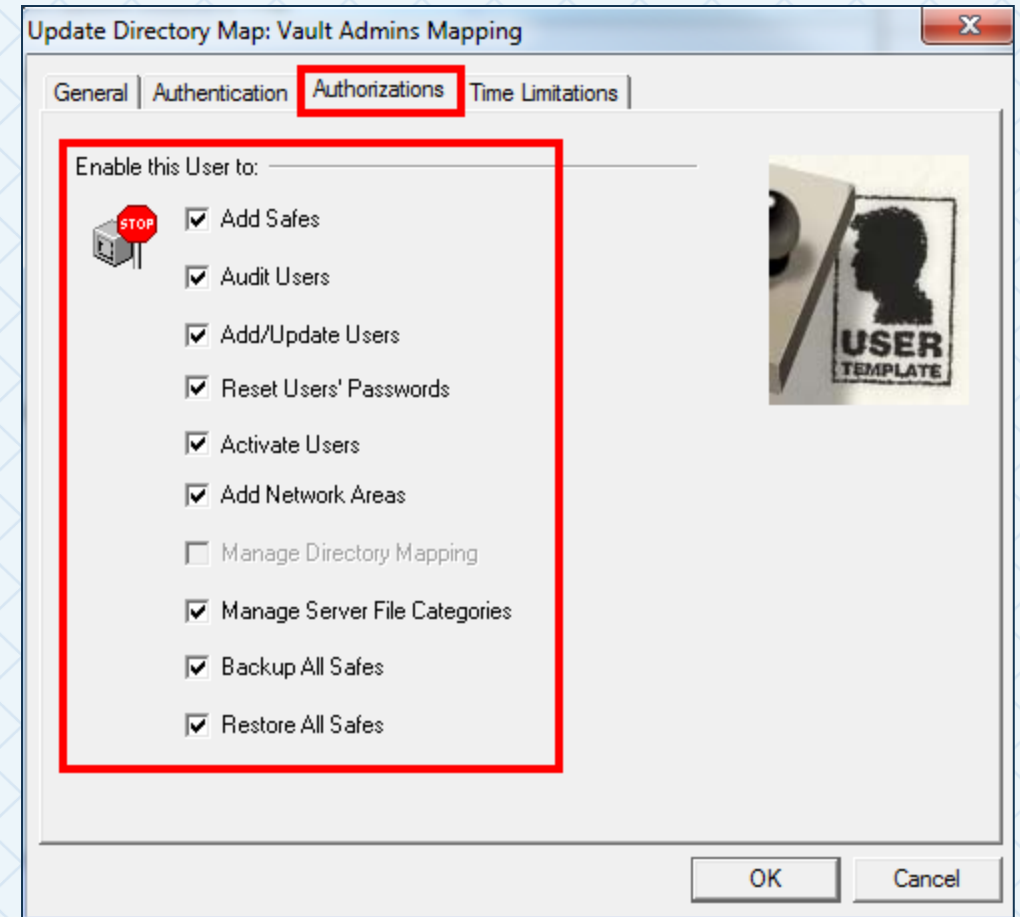 Update Directory Map: Vault Admins Mapping
X
General Authentication Authorizations Time Limitations
Enable this User to:
STOP
Add Safes
Audit Users
Add/Update Users
Reset Users' Passwords
Activate Users
Add Network Areas
Manage Directory Mapping
Manage Server File Categories
Backup All Safes
Restore All Safes
USER
TEMPLATE
OK Cancel